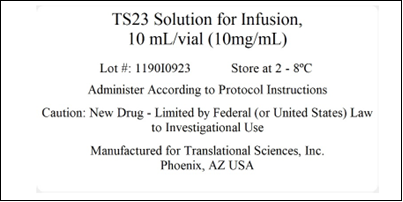 TS23 Solution for Infusion,
10 mL/vial (10mg/mL)
Lot #: 1190I0923 Store at 2 - 8ºC
Administer According to Protocol Instructions
Caution: New Drug - Limited by Federal (or United States) Law
to Investigational Use
Manufactured for Translational Sciences, Inc.
Phoenix, AZ USA